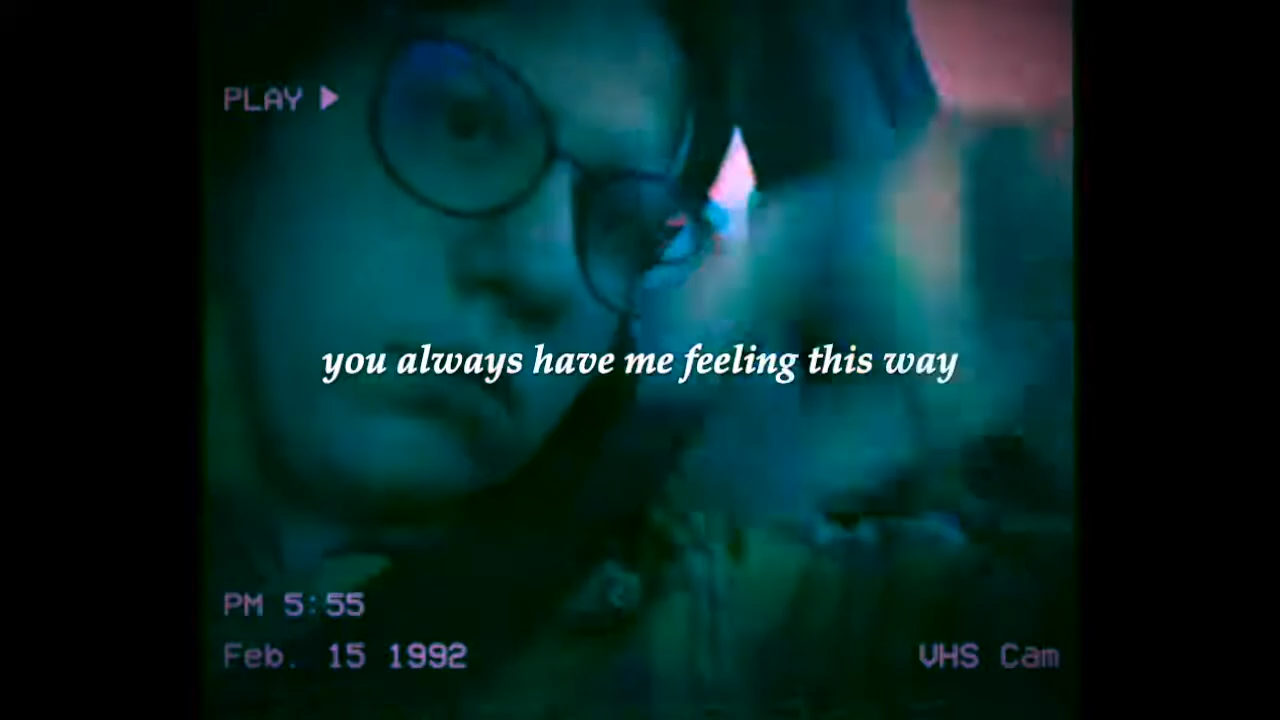 PLAY ▶
you always have me feeling this way
PM 5:55
Feb. 15 1992
VHS Cam